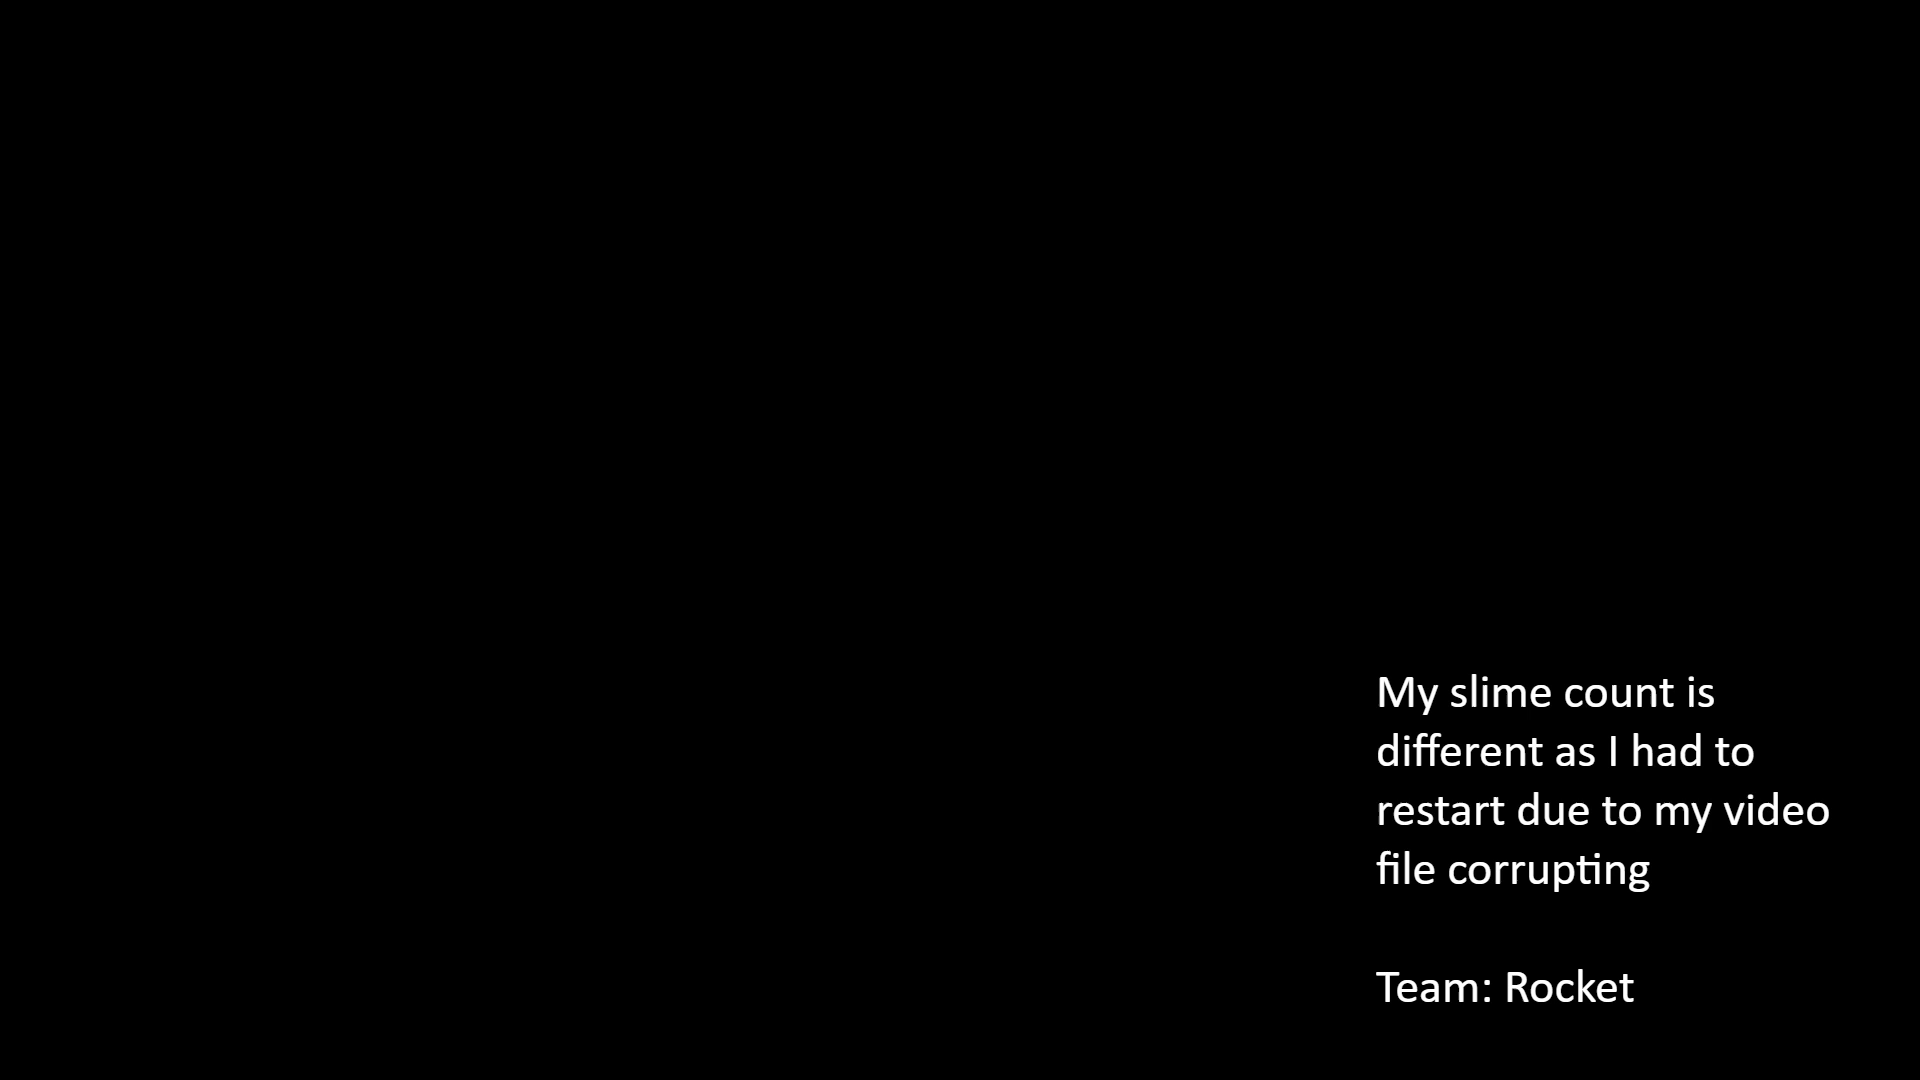 My slime count is
different as I had to
restart due to my video
file corrupting
Team: Rocket